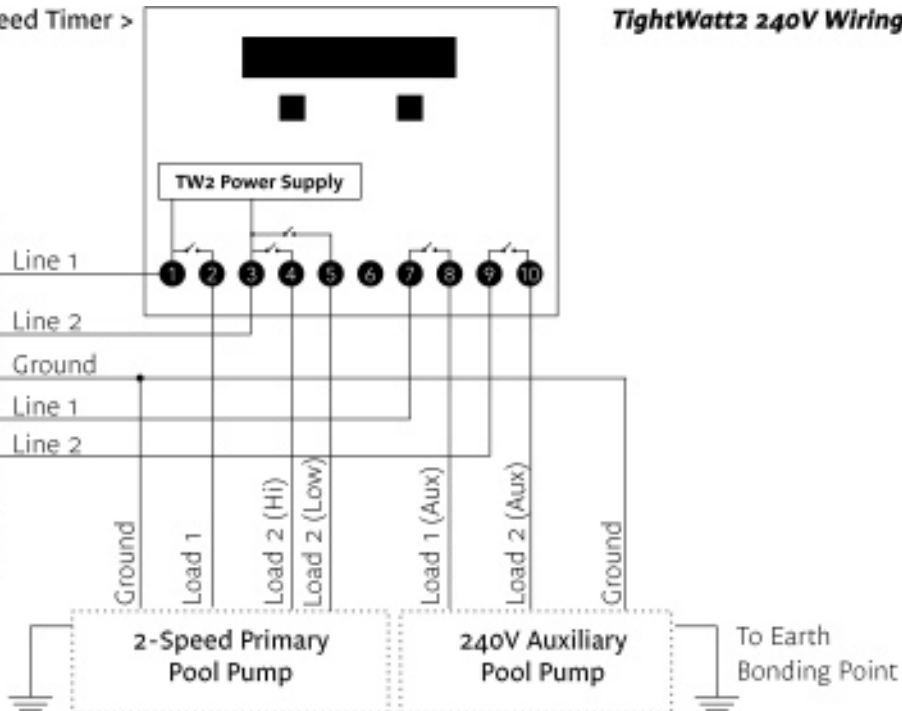 eed Timer >
TightWatt2 240V Wiring
TW2 Power Supply
1 2 3 4 5 6 7 8 9 10
Line 1
Line 2
Ground
Line 1
Line 2
Ground
Load 1
Load 2 (Hi)
Load 2 (Low)
Load 1 (Aux)
Load 2 (Aux)
Ground
2-Speed Primary
Pool Pump
240V Auxiliary
Pool Pump
To Earth
Bonding Point